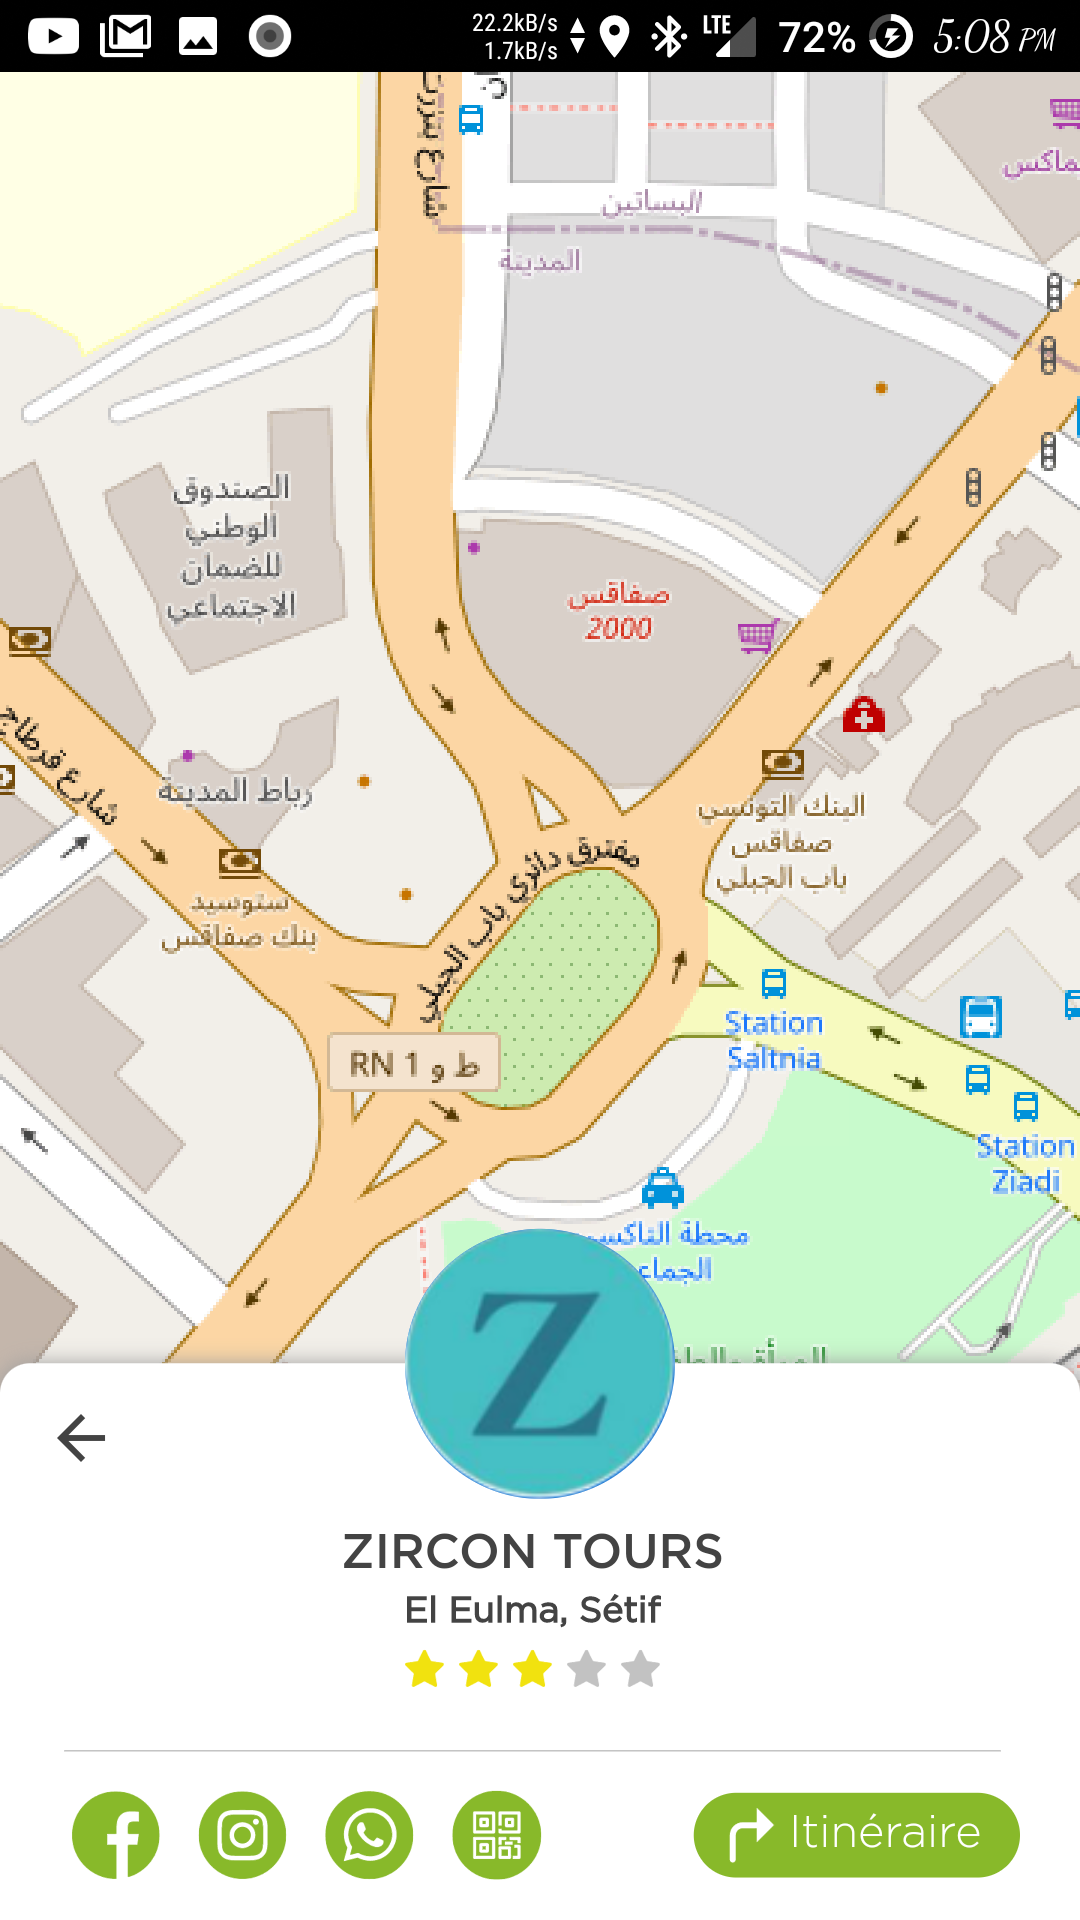 22.2kB/s
1.7kB/s
LTE
72%
5:08 PM
البساتين
المدينة
الصندوق
الوطني
للضمان
الاجتماعي
صفاقس
2000
شارع قرطاج
رباط المدينة
البنك التونسي
صفاقس
باب الجبلي
مفترق دائري باب الجبلي
ستوسيد
بنك صفاقس
Station
Saltnia
RN 1 ط و
Station
Ziadi
محطة التاكسي
Z
ZIRCON TOURS
El Eulma, Sétif
Itinéraire